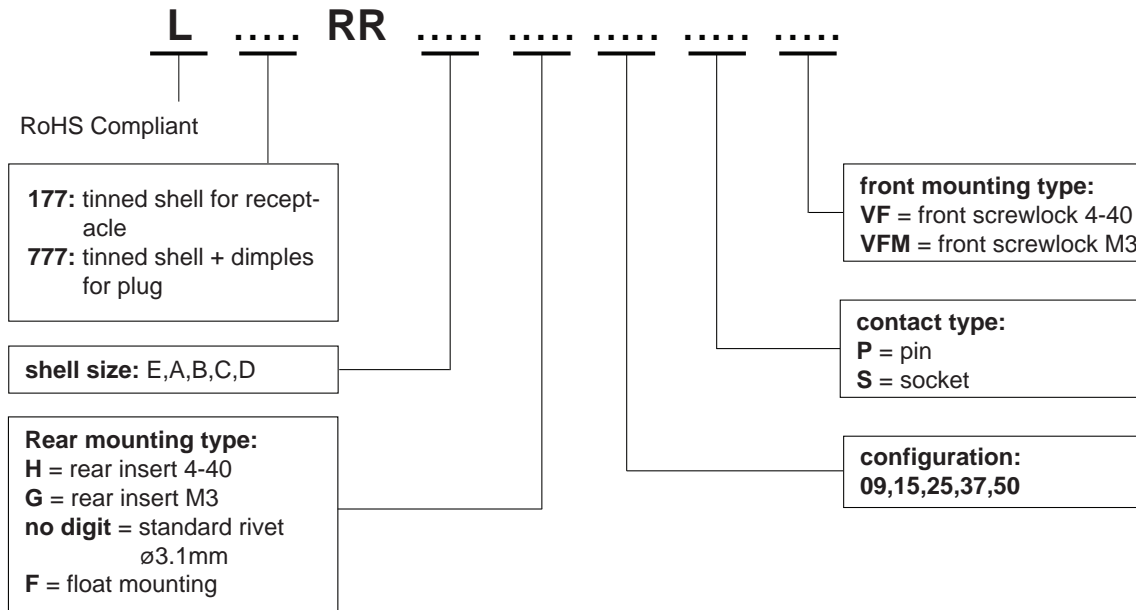 L ..... RR ..... ..... ..... ..... .....
RoHS Compliant
177: tinned shell for recept-
acle
777: tinned shell + dimples
for plug
shell size: E,A,B,C,D
Rear mounting type:
H = rear insert 4-40
G = rear insert M3
no digit = standard rivet
ø3.1mm
F = float mounting
front mounting type:
VF = front screwlock 4-40
VFM = front screwlock M3
contact type:
P = pin
S = socket
configuration:
09,15,25,37,50